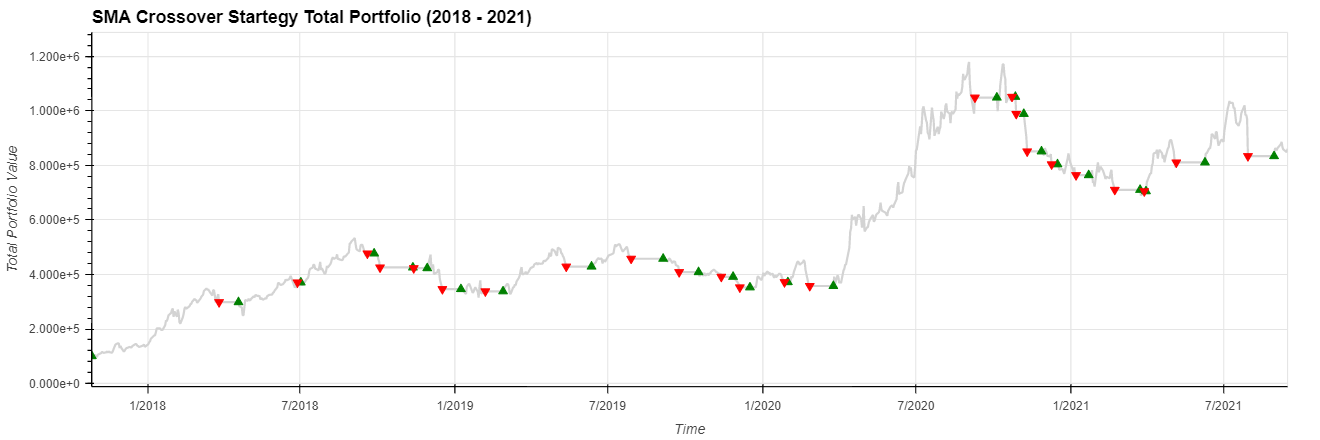 SMA Crossover Startegy Total Portfolio (2018 - 2021)
Total Portfolio Value
1.200e+6
1.000e+6
8.000e+5
6.000e+5
4.000e+5
2.000e+5
0.000e+0
1/2018 7/2018 1/2019 7/2019 1/2020 7/2020 1/2021 7/2021
Time